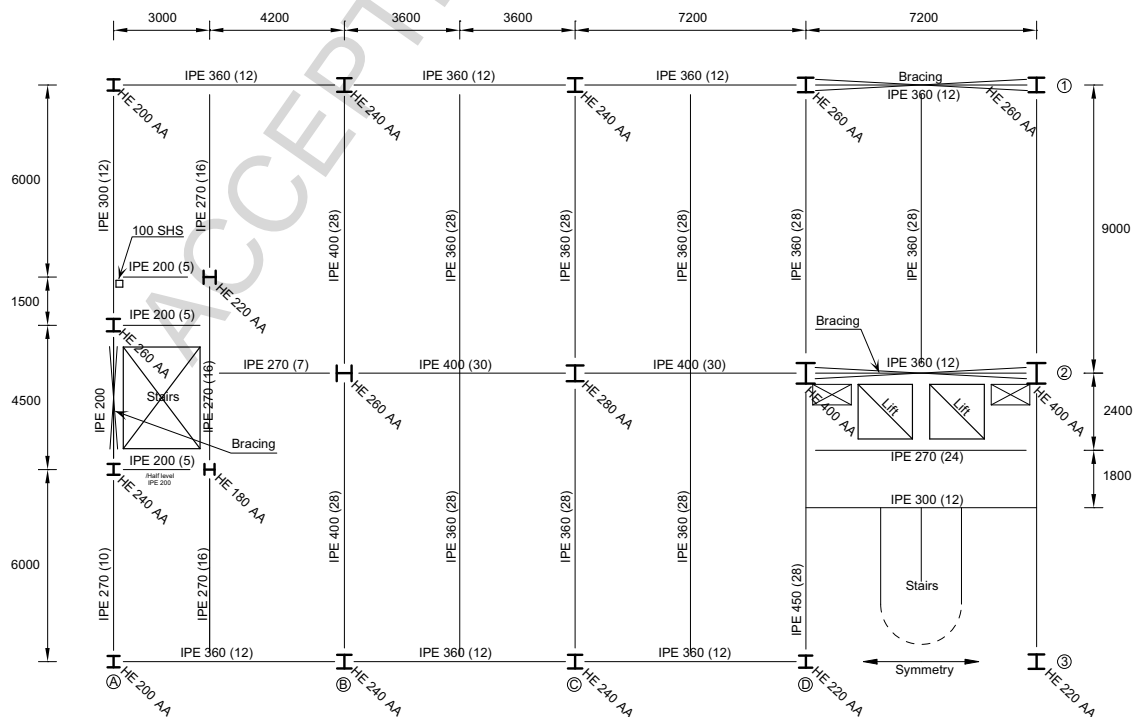 3000
4200
3600
3600
7200
7200
IPE 360 (12)
IPE 360 (12)
IPE 360 (12)
Bracing
IPE 360 (12)
1
HE 200 AA
HE 240 AA
HE 240 AA
HE 260 AA
HE 260 AA
ACCEPT
6000
IPE 300 (12)
IPE 270 (16)
IPE 400 (28)
IPE 360 (28)
IPE 360 (28)
IPE 360 (28)
IPE 360 (28)
IPE 360 (28)
9000
100 SHS
IPE 200 (5)
HE 220 AA
1500
IPE 200 (5)
HE 260 AA
Bracing
IPE 270 (7)
IPE 400 (30)
IPE 400 (30)
IPE 360 (12)
2
HE 260 AA
HE 280 AA
HE 400 AA
HE 400 AA
4500
IPE 200
Stairs
IPE 270 (16)
Lift
Lift
2400
Bracing
IPE 270 (24)
IPE 200 (5)
/Half level
IPE 200
HE 240 AA
HE 180 AA
1800
IPE 300 (12)
6000
IPE 270 (10)
IPE 270 (16)
IPE 400 (28)
IPE 360 (28)
IPE 360 (28)
IPE 360 (28)
IPE 450 (28)
Stairs
IPE 360 (12)
IPE 360 (12)
IPE 360 (12)
Symmetry
3
HE 200 AA
HE 240 AA
HE 240 AA
HE 220 AA
HE 220 AA
A
B
C
D